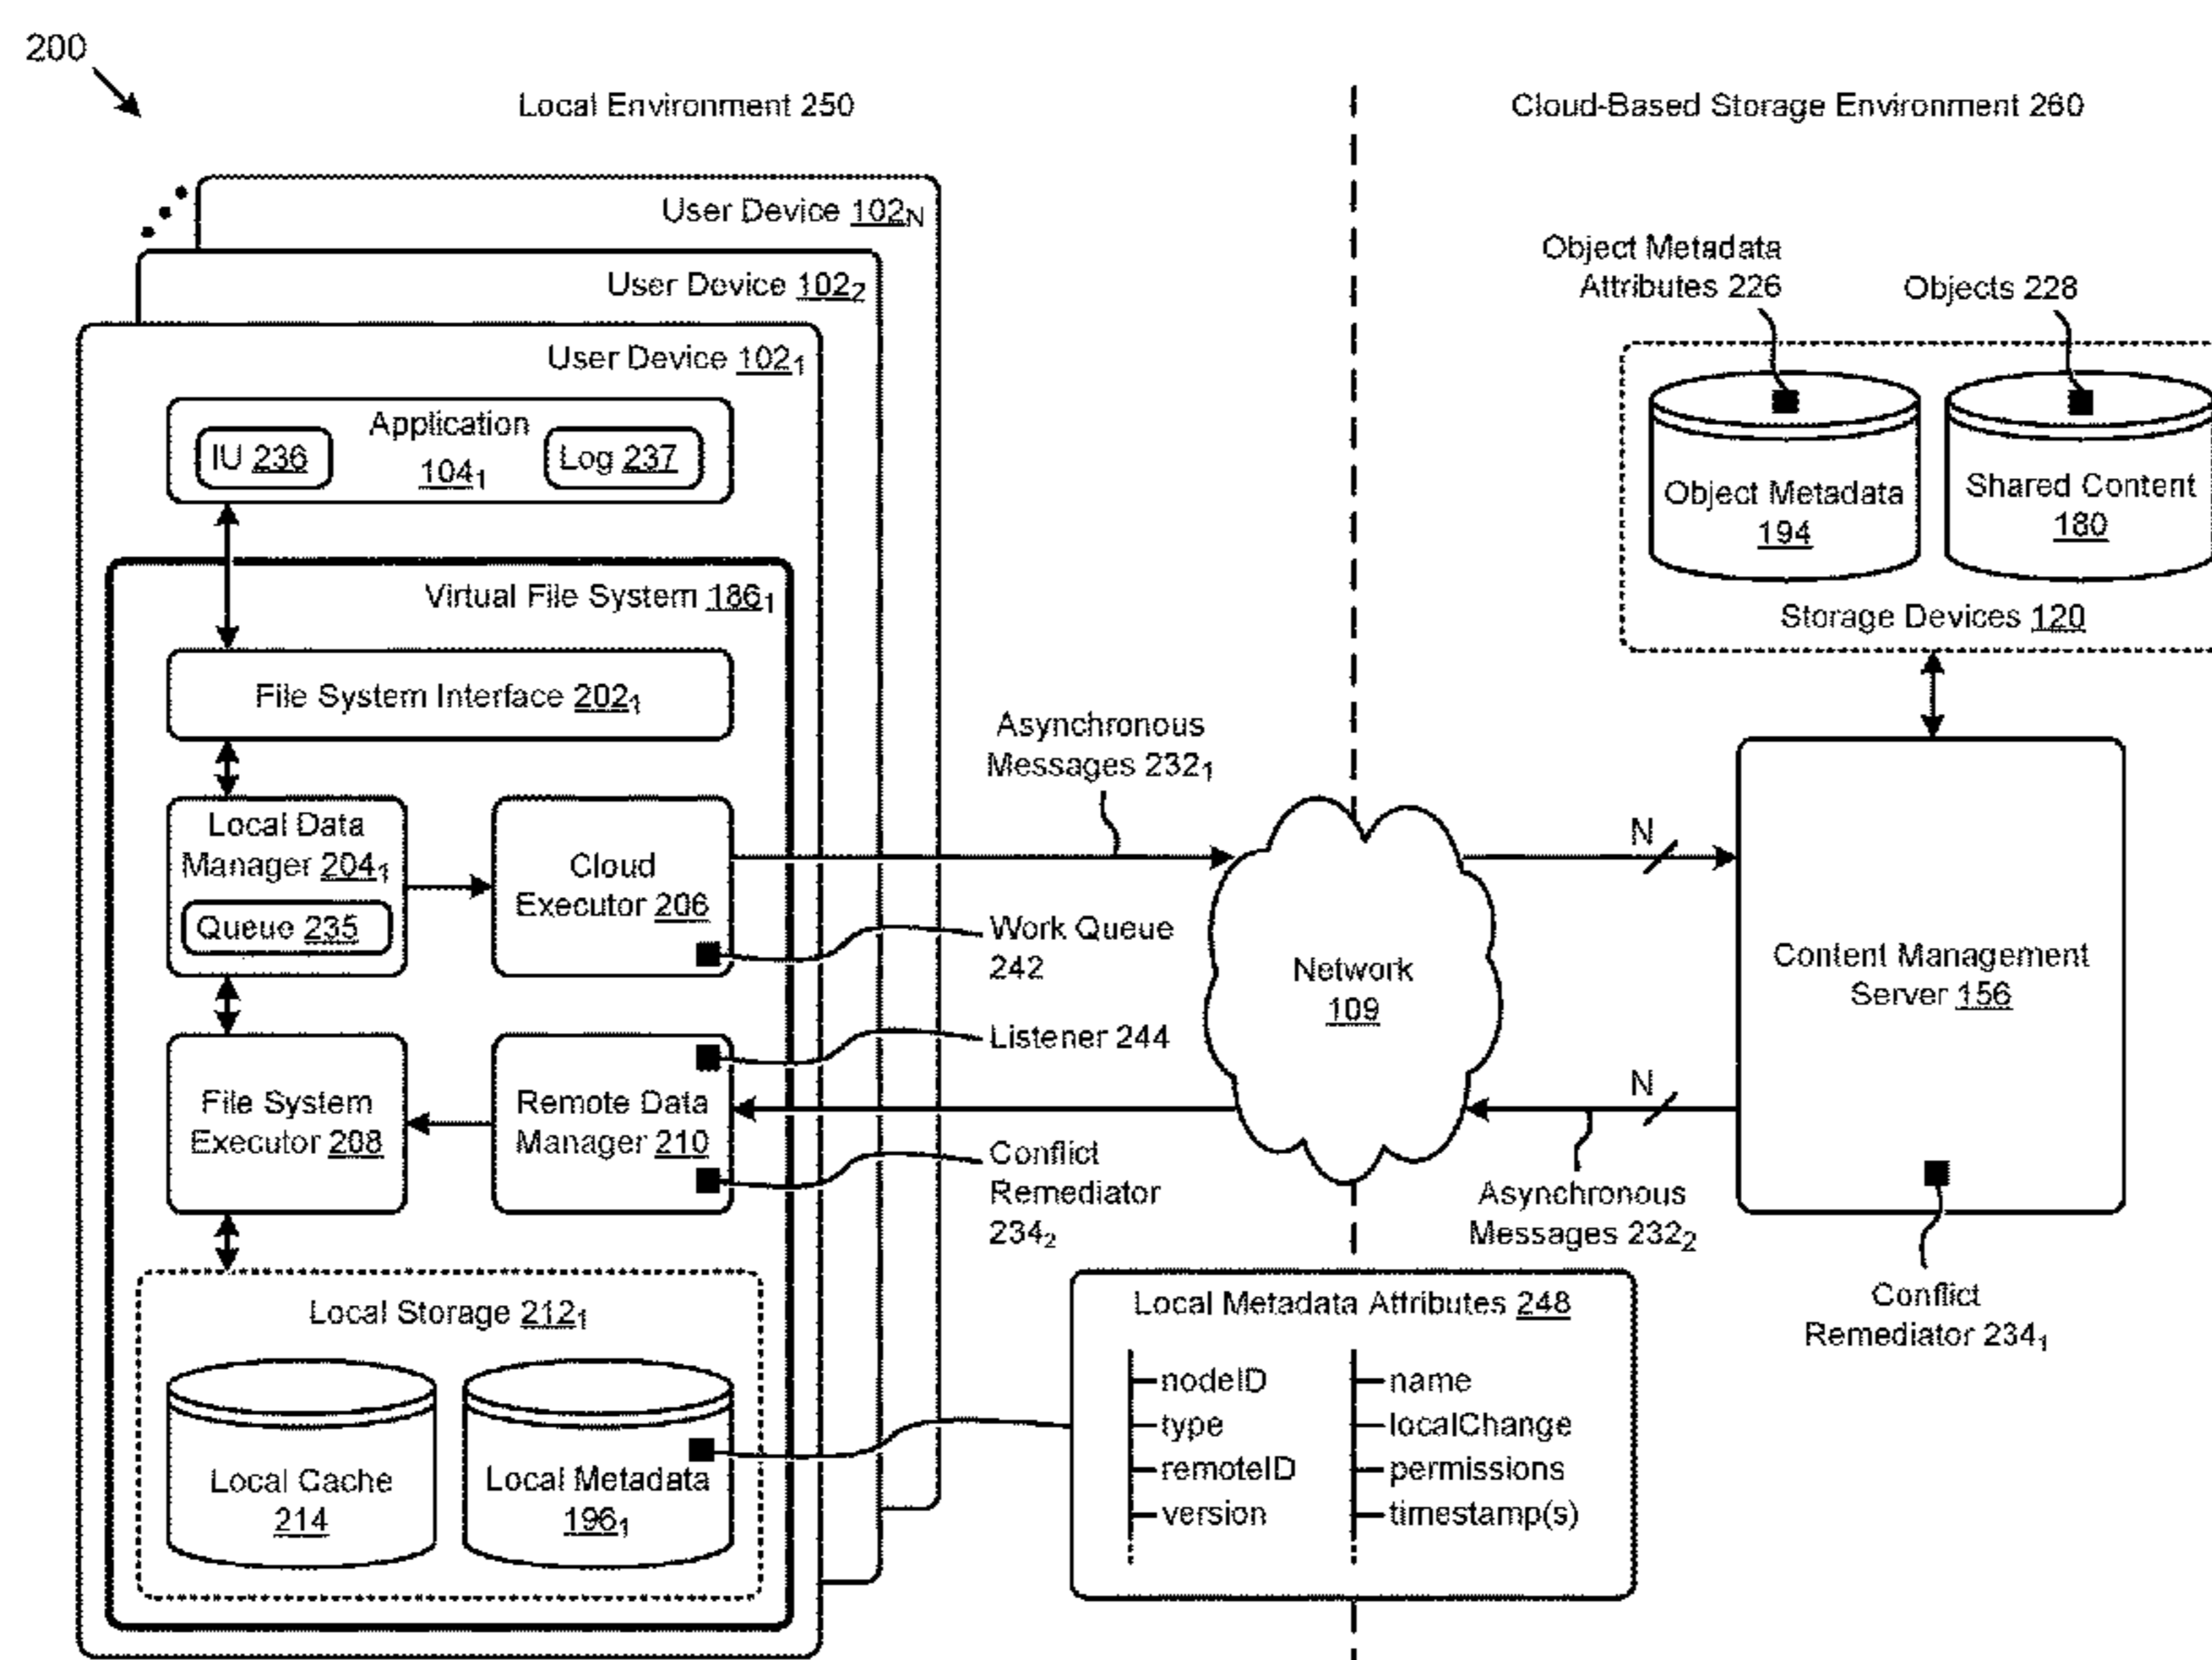 200
Local Environment 250
Cloud-Based Storage Environment 260
User Device 102N
User Device 1022
User Device 1021
Application
1041
IU 236
Log 237
Virtual File System 1861
File System Interface 2021
Local Data
Manager 2041
Queue 235
Cloud
Executor 206
File System
Executor 208
Remote Data
Manager 210
Local Storage 2121
Local Cache
214
Local Metadata
1961
Asynchronous
Messages 2321
Work Queue
242
Listener 244
Conflict
Remediator
2342
Network
109
Local Metadata Attributes 248
nodeID
type
remoteID
version
name
localChange
permissions
timestamp(s)
Object Metadata
Attributes 226
Objects 228
Object Metadata
194
Shared Content
180
Storage Devices 120
N
Content Management
Server 156
N
Asynchronous
Messages 2322
Conflict
Remediator 2341